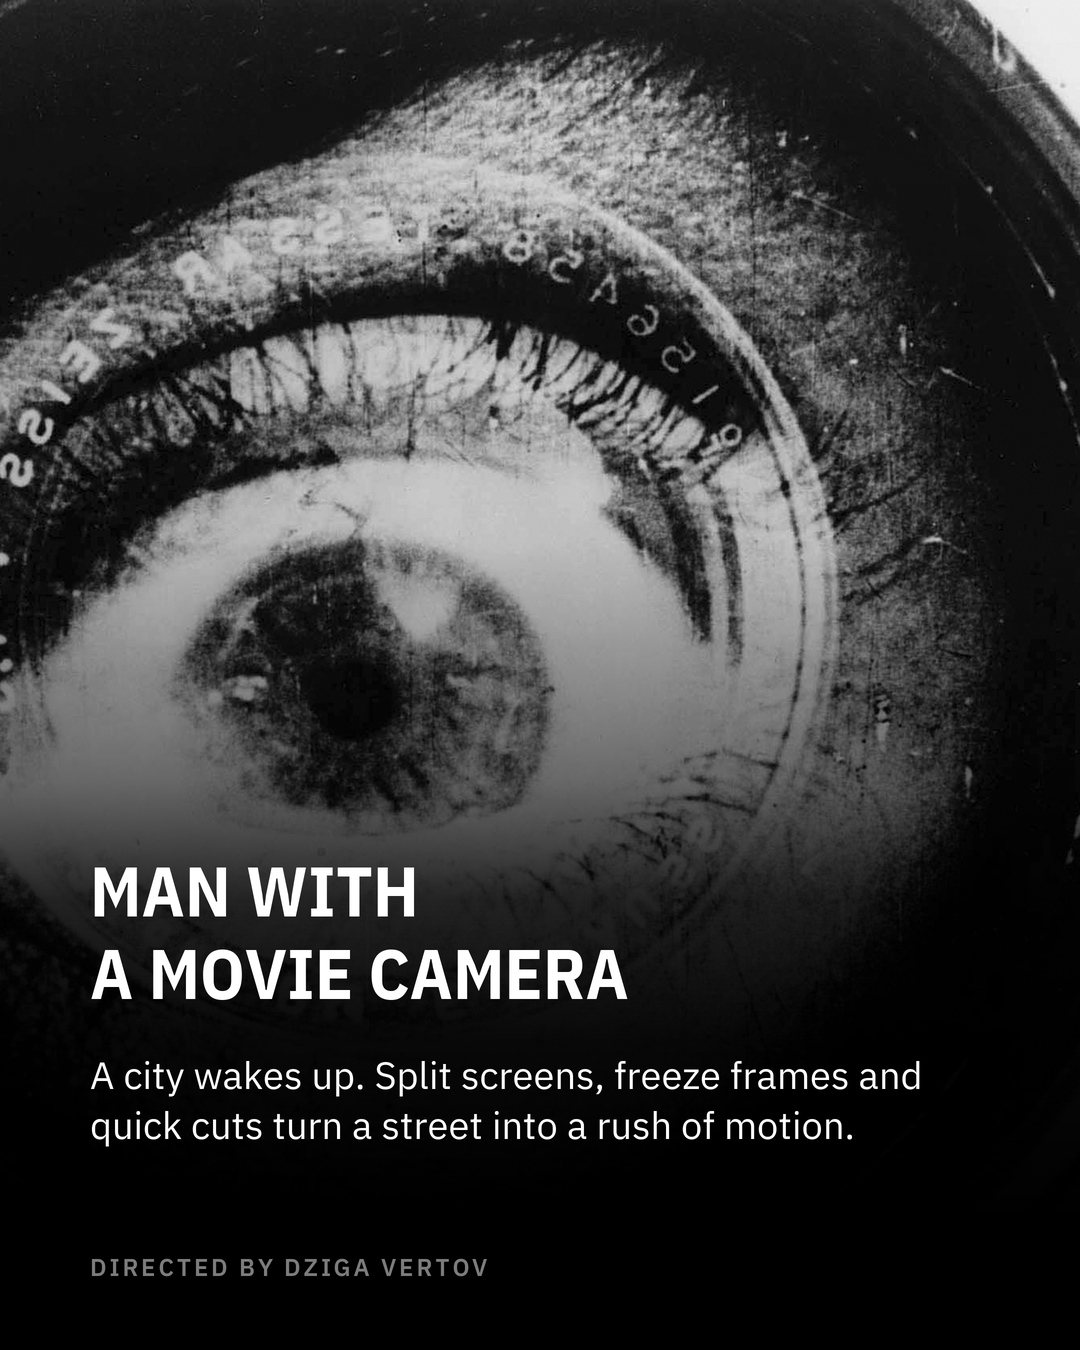 MAN WITH
A MOVIE CAMERA
A city wakes up. Split screens, freeze frames and
quick cuts turn a street into a rush of motion.
DIRECTED BY DZIGA VERTOV